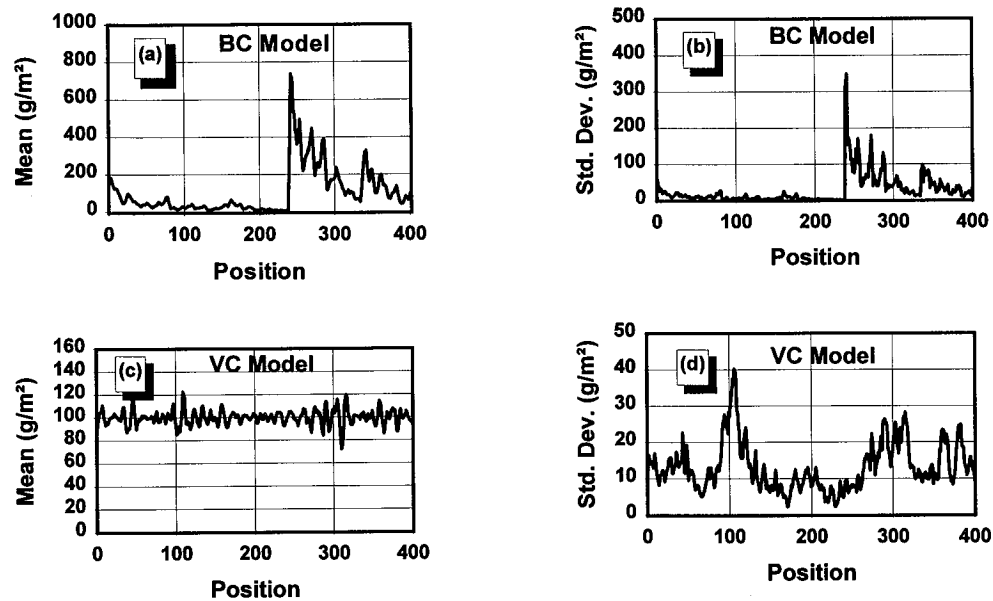 (a)
BC Model
Mean (g/m²)
1000
800
600
400
200
0
0 100 200 300 400
Position
(b)
BC Model
Std. Dev. (g/m²)
500
400
300
200
100
0
0 100 200 300 400
Position
(c)
VC Model
Mean (g/m²)
160
140
120
100
80
60
40
20
0
0 100 200 300 400
Position
(d)
VC Model
Std. Dev. (g/m²)
50
40
30
20
10
0
0 100 200 300 400
Position